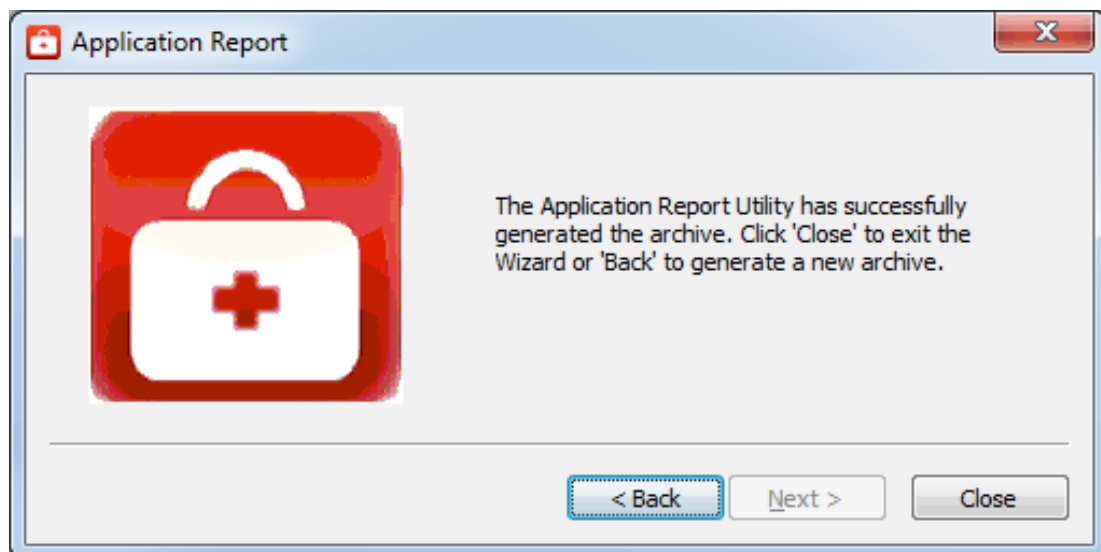 Application Report
The Application Report Utility has successfully
generated the archive. Click 'Close' to exit the
Wizard or 'Back' to generate a new archive.
< Back
Next >
Close